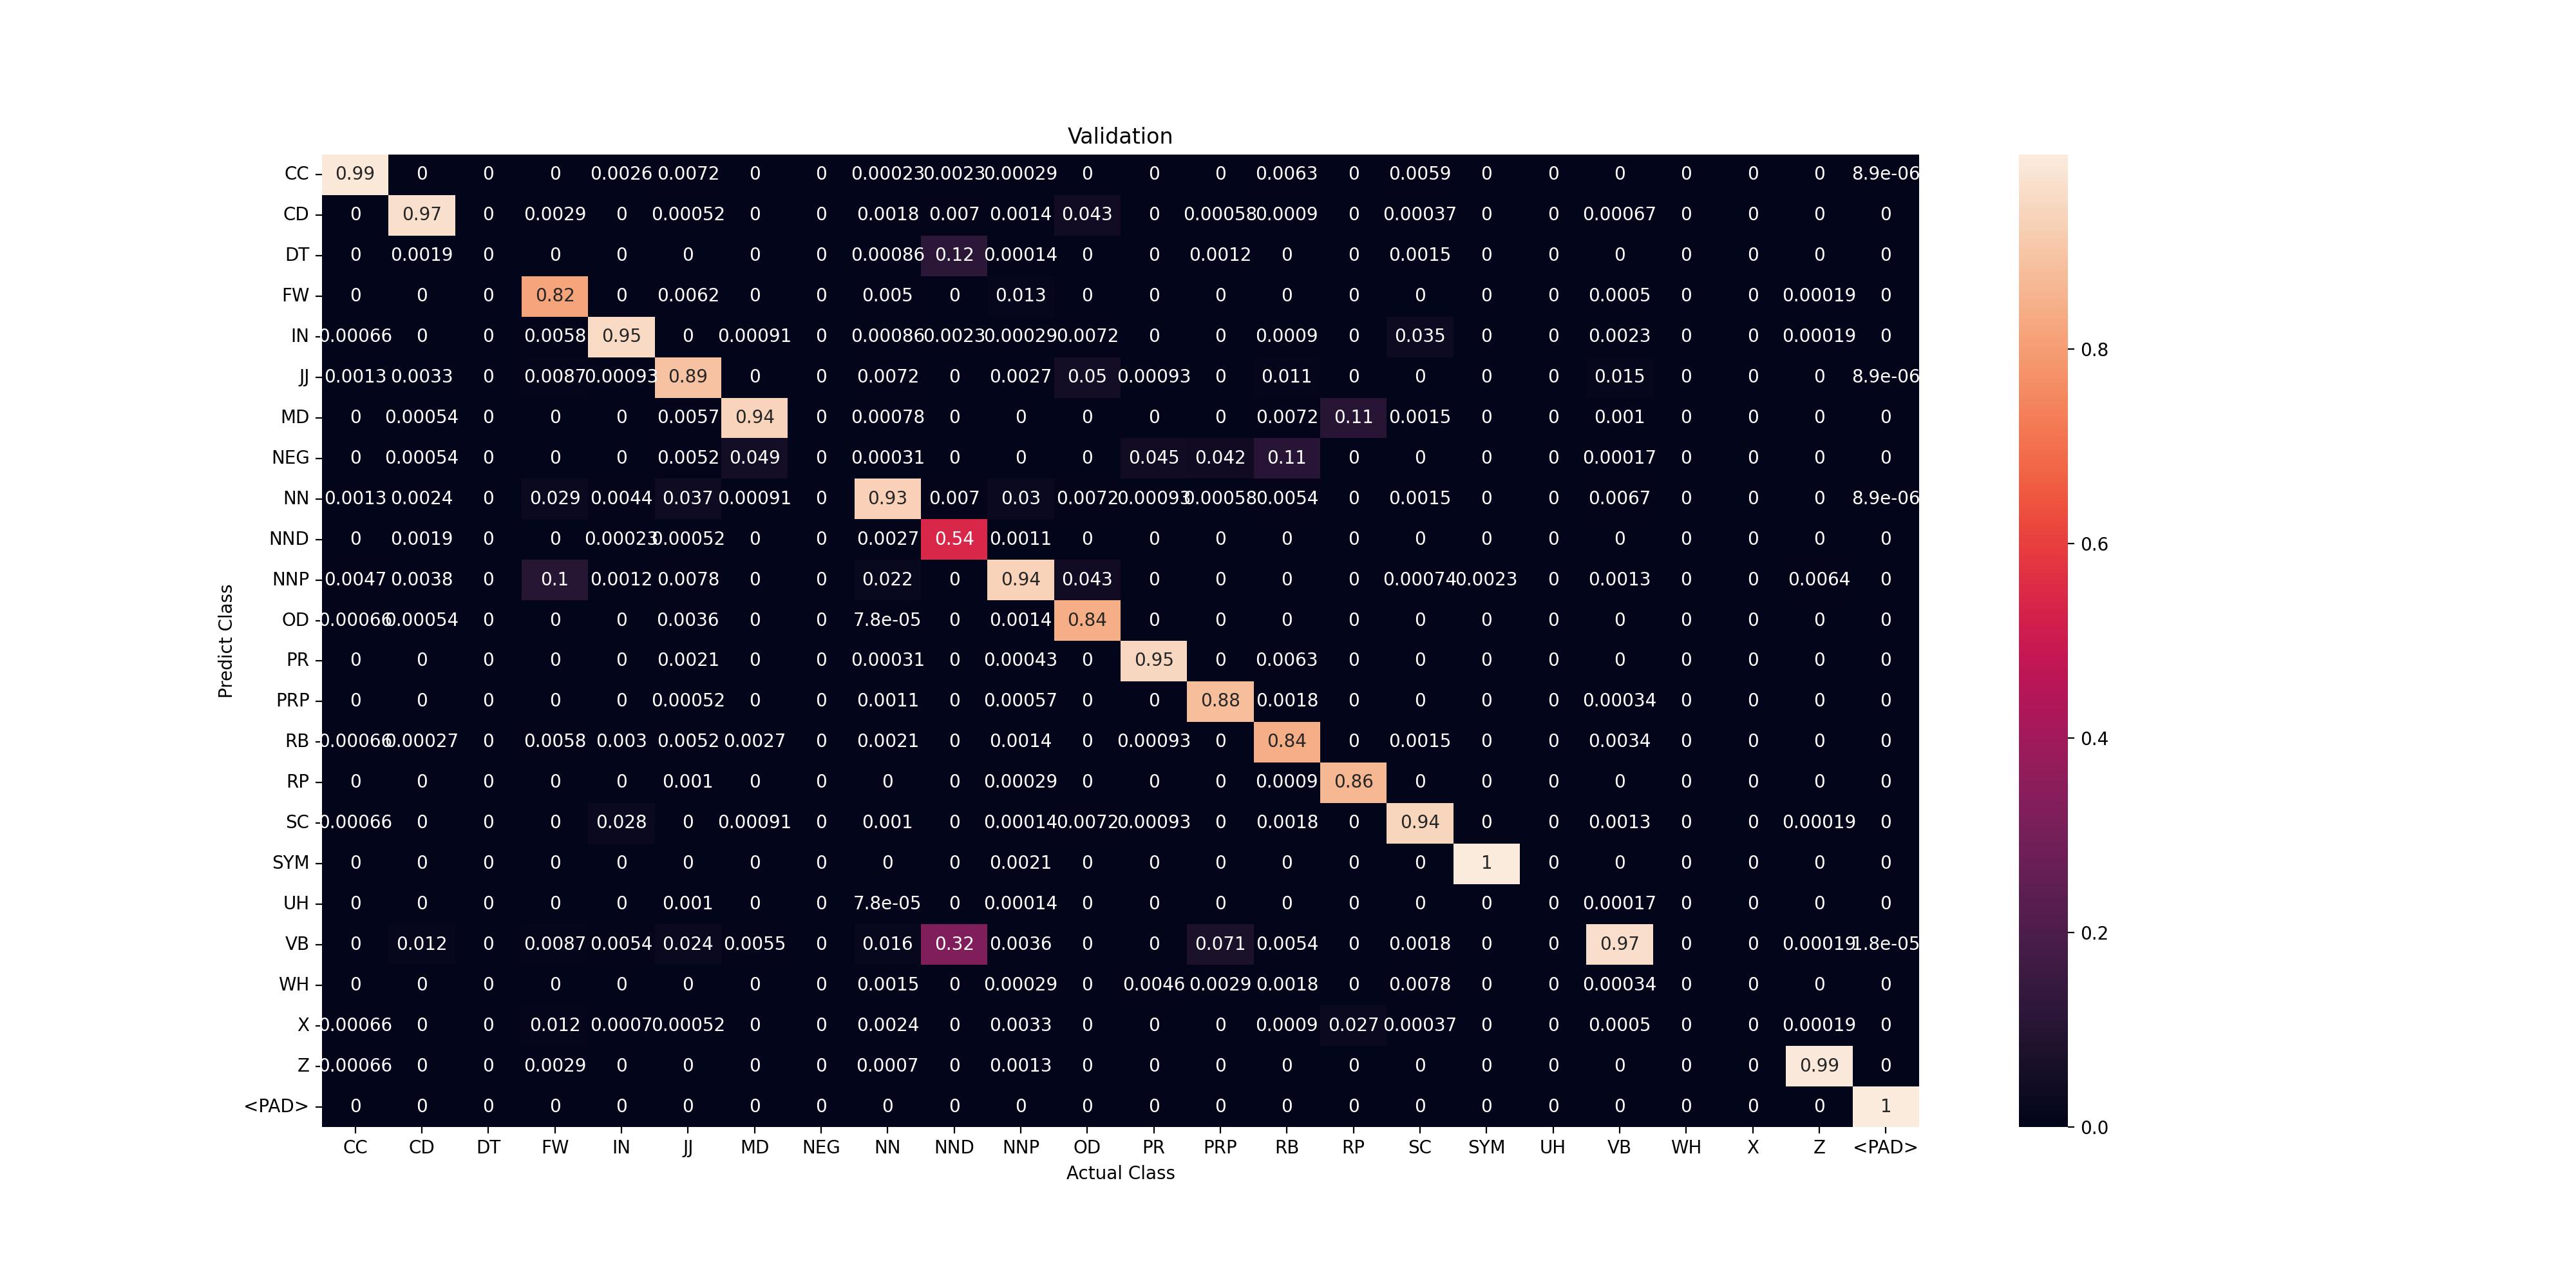 Validation
CC 0.99 0 0 0 0.0026 0.0072 0 0 0.00023 0.0023 0.00029 0 0 0 0.0063 0 0.0059 0 0 0 0 0 0 8.9e-06
CD 0 0.97 0 0.0029 0 0.00052 0 0 0.0018 0.007 0.0014 0.043 0 0.00058 0.0009 0 0.00037 0 0 0.00067 0 0 0 0
DT 0 0.0019 0 0 0 0 0 0 0.00086 0.12 0.00014 0 0 0.0012 0 0 0.0015 0 0 0 0 0 0 0
FW 0 0 0 0.82 0 0.0062 0 0 0.005 0 0.013 0 0 0 0 0 0 0 0 0.0005 0 0 0.00019 0
IN 0.00066 0 0 0.0058 0.95 0 0.00091 0 0.00086 0.0023 0.00029 0.0072 0 0 0.0009 0 0.035 0 0 0.0023 0 0 0.00019 0
JJ 0.0013 0.0033 0 0.0087 0.00093 0.89 0 0 0.0072 0 0.0027 0.05 0.00093 0 0.011 0 0 0 0 0.015 0 0 0 8.9e-06
MD 0 0.00054 0 0 0 0.0057 0.94 0 0.00078 0 0 0 0 0 0.0072 0.11 0.0015 0 0 0.001 0 0 0 0
NEG 0 0.00054 0 0 0 0.0052 0.049 0 0.00031 0 0 0 0.045 0.042 0.11 0 0 0 0 0.00017 0 0 0 0
NN 0.0013 0.0024 0 0.029 0.0044 0.037 0.00091 0 0.93 0.007 0.03 0.0072 0.00093 0.00058 0.0054 0 0.0015 0 0 0.0067 0 0 0 8.9e-06
NND 0 0.0019 0 0 0.00023 0.00052 0 0 0.0027 0.54 0.0011 0 0 0 0 0 0 0 0 0 0 0 0 0
NNP 0.0047 0.0038 0 0.1 0.0012 0.0078 0 0 0.022 0 0.94 0.043 0 0 0 0 0.00074 0.0023 0 0.0013 0 0 0.0064 0
OD 0.00066 0.00054 0 0 0 0.0036 0 0 7.8e-05 0 0.0014 0.84 0 0 0 0 0 0 0 0 0 0 0 0
PR 0 0 0 0 0 0.0021 0 0 0.00031 0 0.00043 0 0.95 0 0.0063 0 0 0 0 0 0 0 0 0
PRP 0 0 0 0 0 0.00052 0 0 0.0011 0 0.00057 0 0 0.88 0.0018 0 0 0 0 0.00034 0 0 0 0
RB 0.00066 0.00027 0 0.0058 0.003 0.0052 0.0027 0 0.0021 0 0.0014 0 0.00093 0 0.84 0 0.0015 0 0 0.0034 0 0 0 0
RP 0 0 0 0 0 0.001 0 0 0 0 0.00029 0 0 0 0.0009 0.86 0 0 0 0 0 0 0 0
SC 0.00066 0 0 0 0.028 0 0.00091 0 0.001 0 0.00014 0.0072 0.00093 0 0.0018 0 0.94 0 0 0.0013 0 0 0.00019 0
SYM 0 0 0 0 0 0 0 0 0 0 0.0021 0 0 0 0 0 0 1 0 0 0 0 0 0
UH 0 0 0 0 0 0.001 0 0 7.8e-05 0 0.00014 0 0 0 0 0 0 0 0 0.00017 0 0 0 0
VB 0 0.012 0 0.0087 0.0054 0.024 0.0055 0 0.016 0.32 0.0036 0 0 0.071 0.0054 0 0.0018 0 0 0.97 0 0 0.00019 1.8e-05
WH 0 0 0 0 0 0 0 0 0.0015 0 0.00029 0 0.0046 0.0029 0.0018 0 0.0078 0 0 0.00034 0 0 0 0
X 0.00066 0 0 0.012 0.0007 0.00052 0 0 0.0024 0 0.0033 0 0 0 0.0009 0.027 0.00037 0 0 0.0005 0 0 0.00019 0
Z 0.00066 0 0 0.0029 0 0 0 0 0.0007 0 0.0013 0 0 0 0 0 0 0 0 0 0 0 0.99 0
<PAD> 0 0 0 0 0 0 0 0 0 0 0 0 0 0 0 0 0 0 0 0 0 0 0 1
CC CD DT FW IN JJ MD NEG NN NND NNP OD PR PRP RB RP SC SYM UH VB WH X Z <PAD>
Actual Class
Predict Class
0.8
0.6
0.4
0.2
0.0